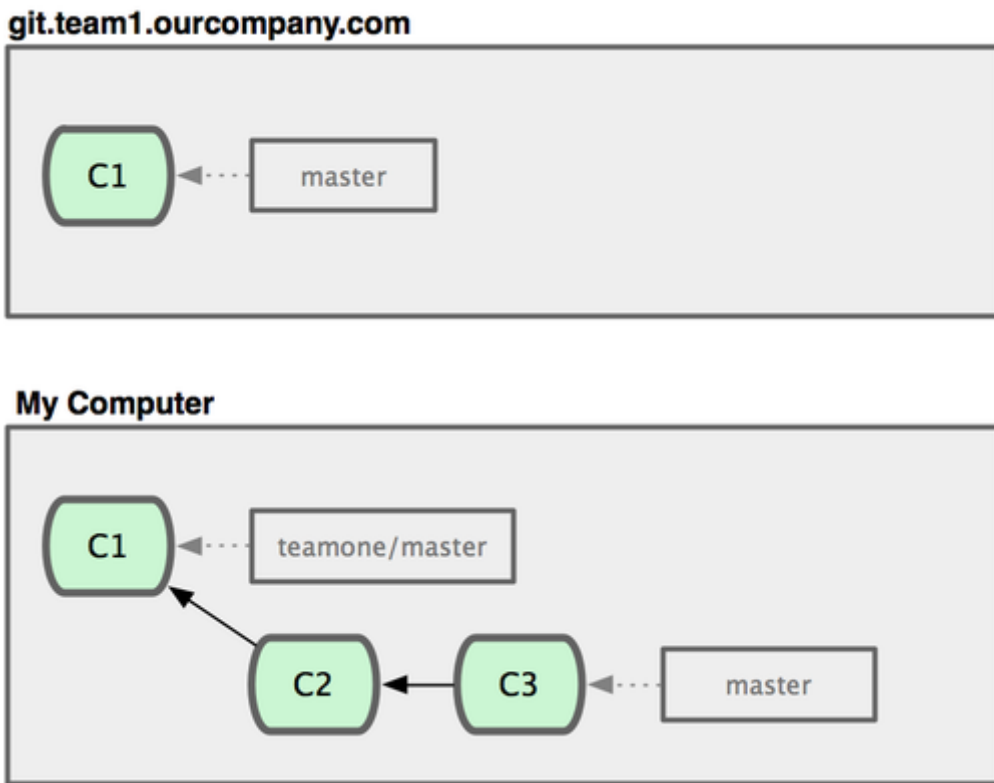 git.team1.ourcompany.com
C1
master
My Computer
C1
teamone/master
C2
C3
master